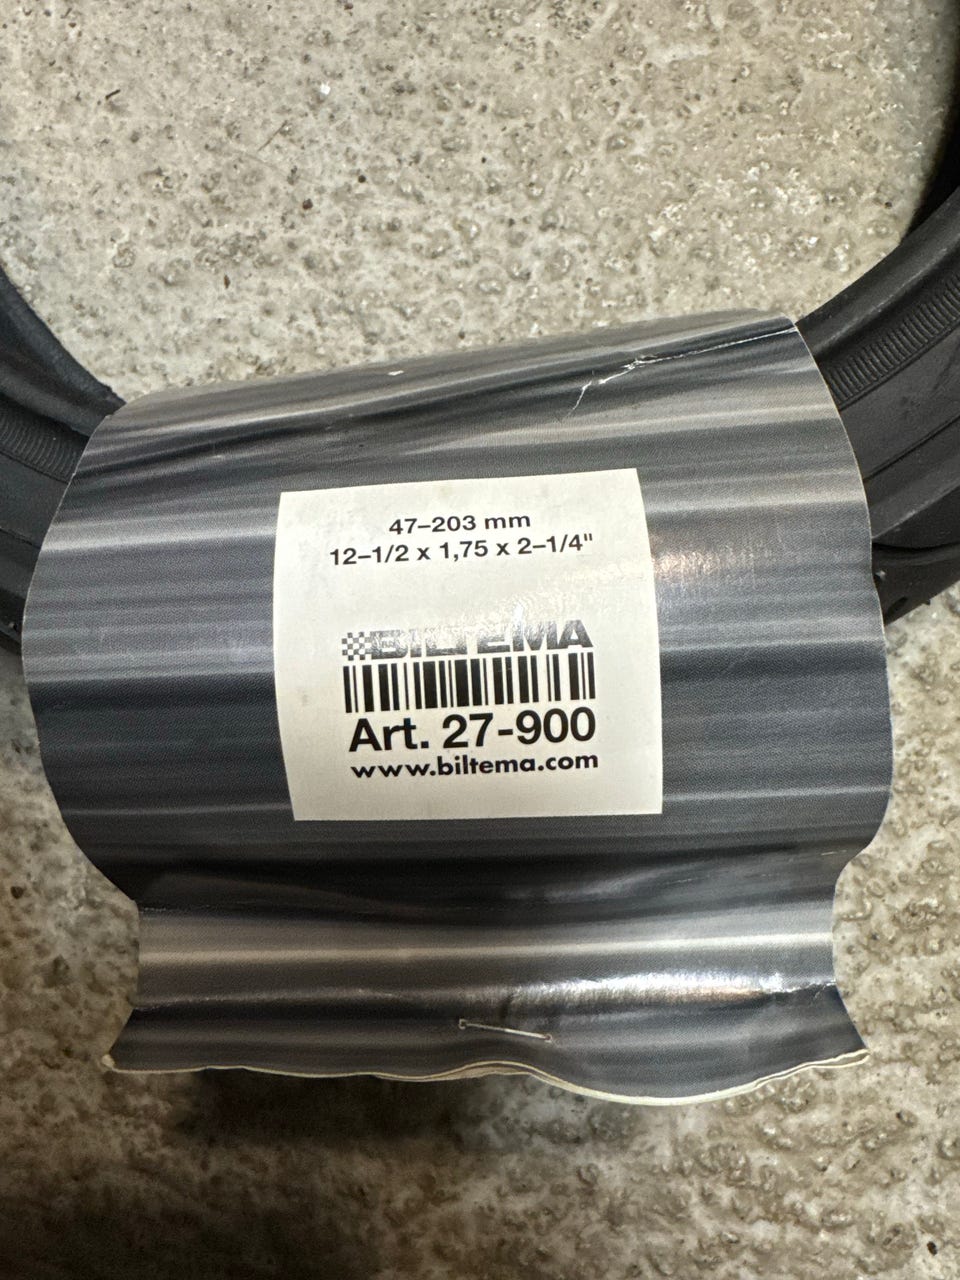 47–203 mm
12–1/2 x 1,75 x 2–1/4"
BILTEMA
Art. 27-900
www.biltema.com